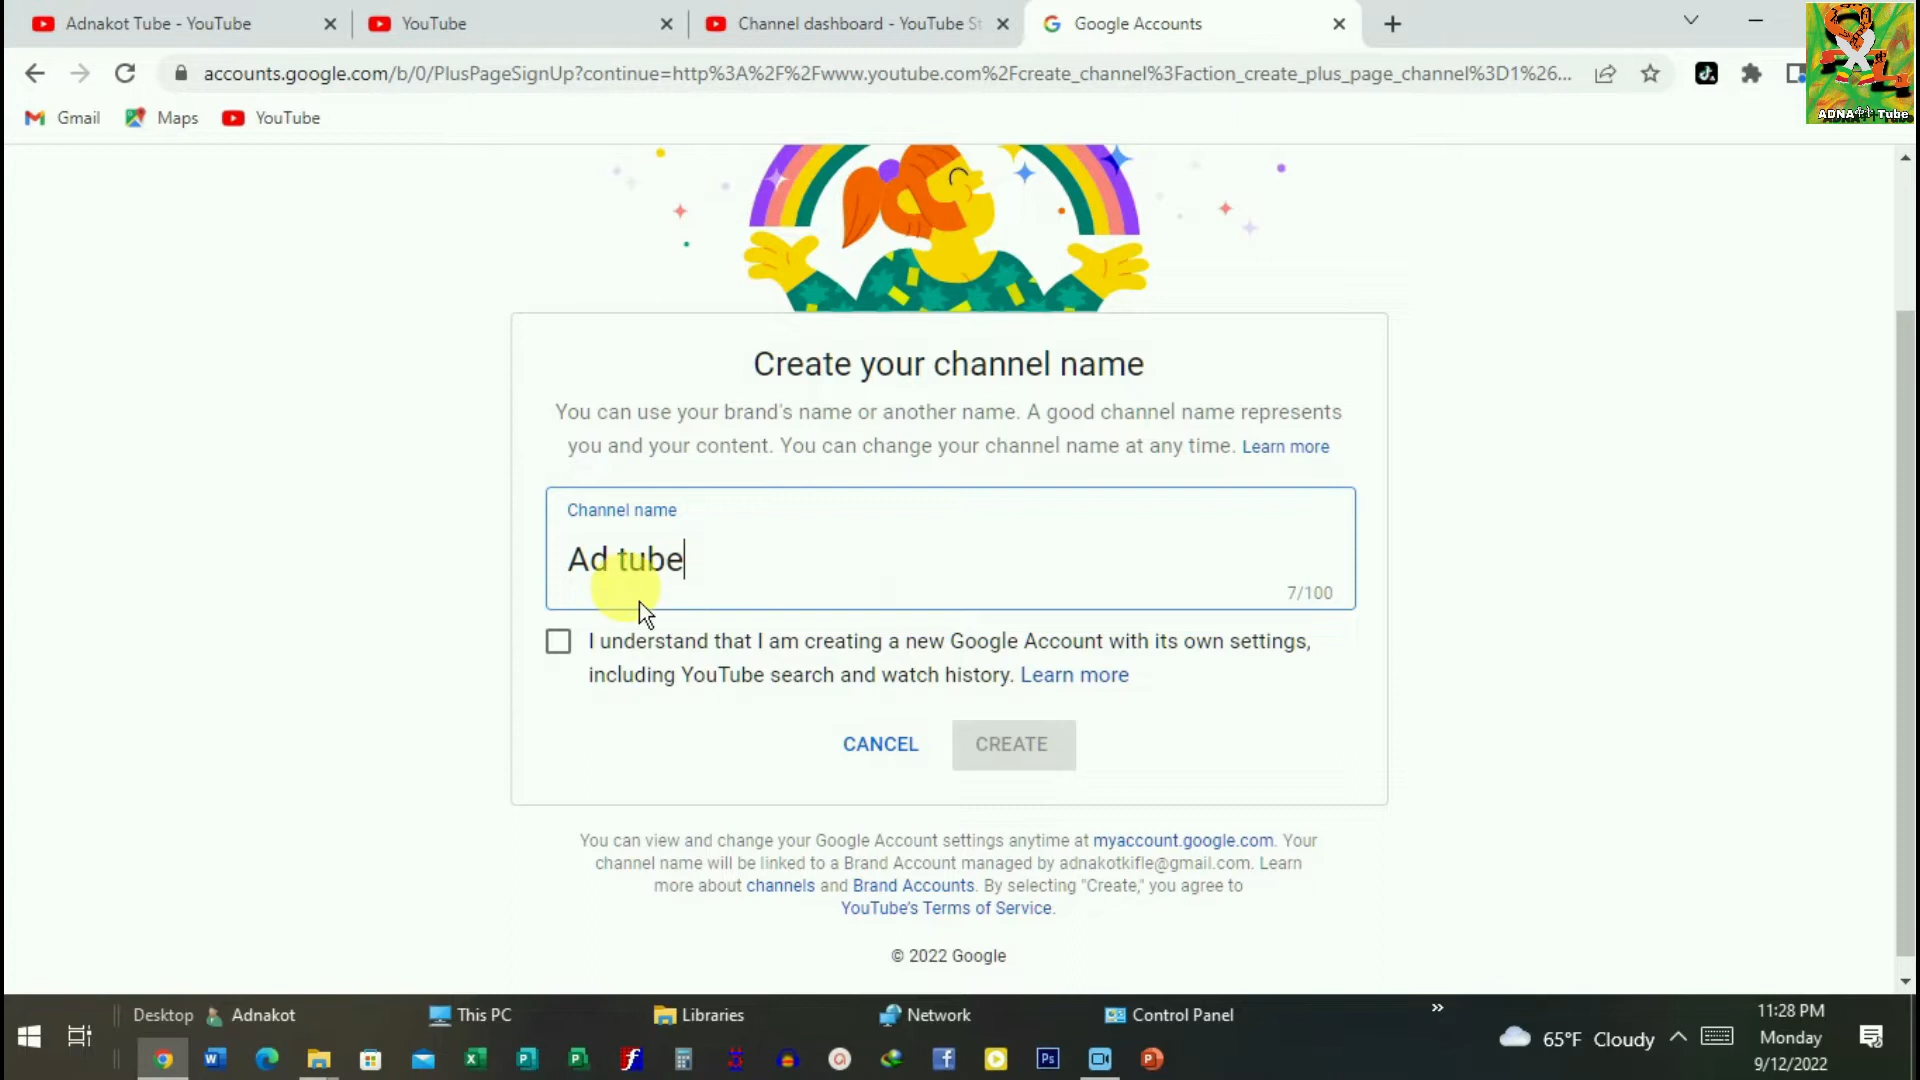 Adnakot Tube - YouTube
YouTube
Channel dashboard - YouTube St
Google Accounts
accounts.google.com/b/0/PlusPageSignUp?continue=http%3A%2F%2Fwww.youtube.com%2Fcreate_channel%3Faction_create_plus_page_channel%3D1%26...
Gmail
Maps
YouTube
Create your channel name
You can use your brand's name or another name. A good channel name represents
you and your content. You can change your channel name at any time. Learn more
Channel name
Ad tube
7/100
I understand that I am creating a new Google Account with its own settings,
including YouTube search and watch history. Learn more
CANCEL
CREATE
You can view and change your Google Account settings anytime at myaccount.google.com. Your
channel name will be linked to a Brand Account managed by adnakotkifle@gmail.com. Learn
more about channels and Brand Accounts. By selecting "Create," you agree to
YouTube's Terms of Service.
© 2022 Google
Desktop
Adnakot
This PC
Libraries
Network
Control Panel
11:28 PM
65°F Cloudy
Monday
9/12/2022